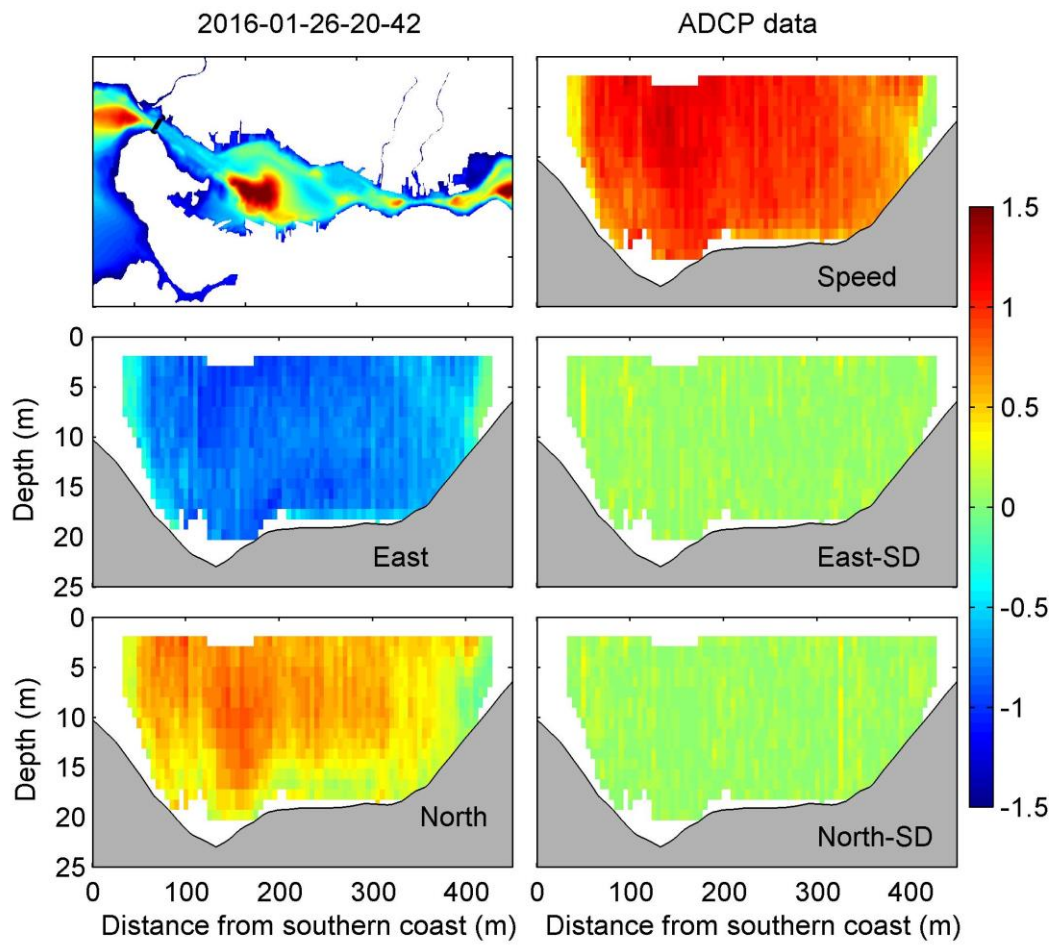 2016-01-26-20-42
ADCP data
Speed
1.5
1
0.5
0
-0.5
-1
-1.5
0
5
10
15
20
25
Depth (m)
East
East-SD
0
5
10
15
20
25
Depth (m)
North
North-SD
0 100 200 300 400
0 100 200 300 400
Distance from southern coast (m)
Distance from southern coast (m)